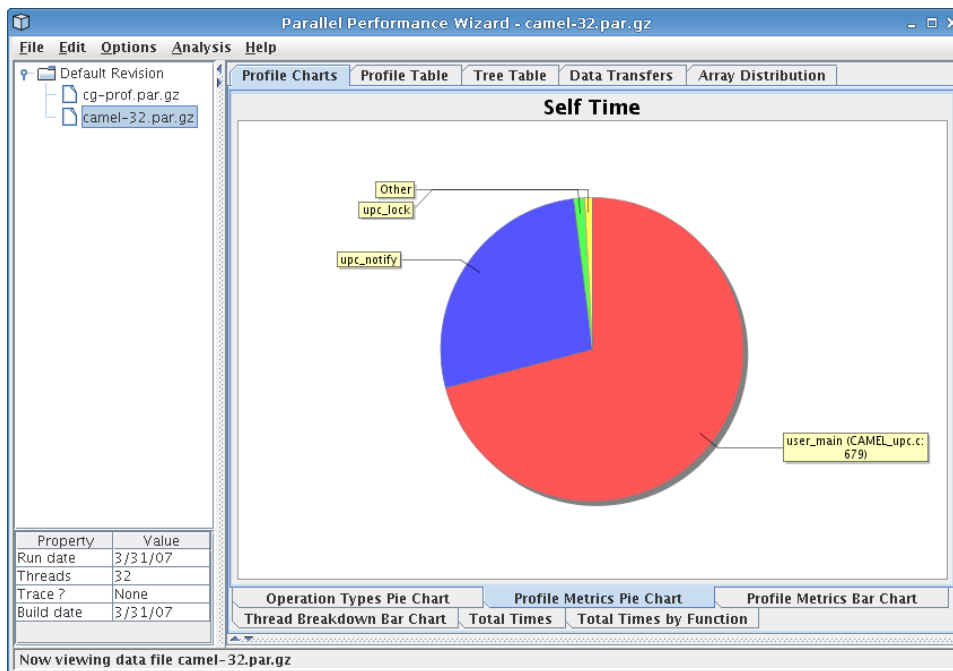 Parallel Performance Wizard - camel-32.par.gz
File Edit Options Analysis Help
Default Revision
cg-prof.par.gz
camel-32.par.gz
Profile Charts Profile Table Tree Table Data Transfers Array Distribution
Self Time
Other
upc_lock
upc_notify
user_main (CAMEL_upc.c:
679)
Property Value
Run date 3/31/07
Threads 32
Trace ? None
Build date 3/31/07
Operation Types Pie Chart Profile Metrics Pie Chart Profile Metrics Bar Chart
Thread Breakdown Bar Chart Total Times Total Times by Function
Now viewing data file camel-32.par.gz